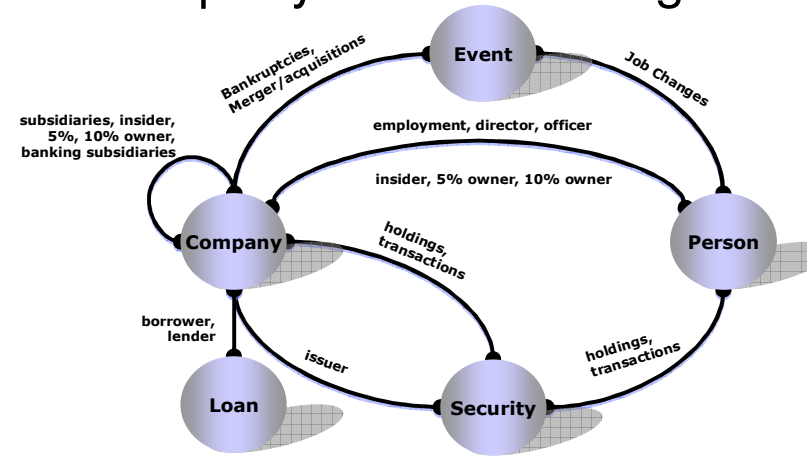 Event
Bankruptcies,
Merger/acquisitions
Job Changes
subsidiaries, insider,
5%, 10% owner,
banking subsidiaries
employment, director, officer
insider, 5% owner, 10% owner
Company
Person
holdings,
transactions
borrower,
lender
issuer
holdings,
transactions
Loan
Security